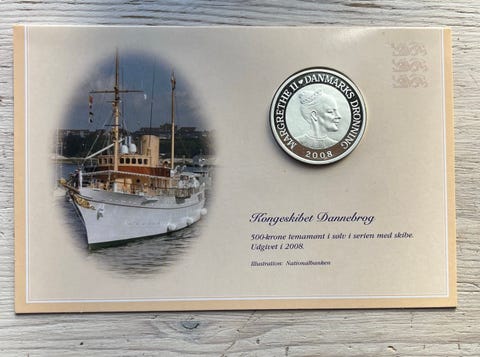 MARGRETHE II ♥ DANMARKS DRONNING
2008
Kongeskibet Dannebrog
500-krone temamønt i sølv i serien med skibe.
Udgivet i 2008.
Illustration: Nationalbanken